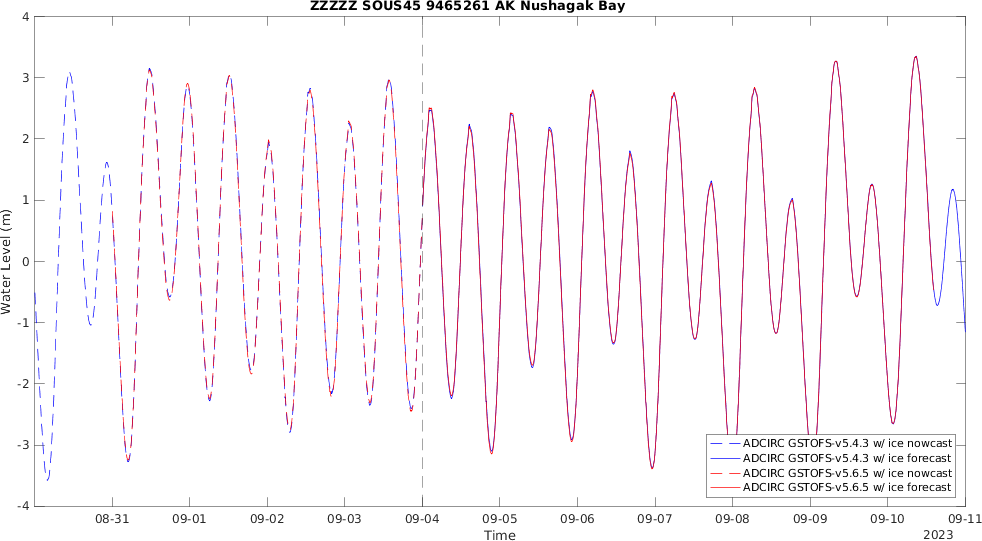 ZZZZZ SOUS45 9465261 AK Nushagak Bay
Water Level (m)
4
3
2
1
0
-1
-2
-3
-4
ADCIRC GSTOFS-v5.4.3 w/ ice nowcast
ADCIRC GSTOFS-v5.4.3 w/ ice forecast
ADCIRC GSTOFS-v5.6.5 w/ ice nowcast
ADCIRC GSTOFS-v5.6.5 w/ ice forecast
08-31 09-01 09-02 09-03 09-04 09-05 09-06 09-07 09-08 09-09 09-10 09-11
Time
2023